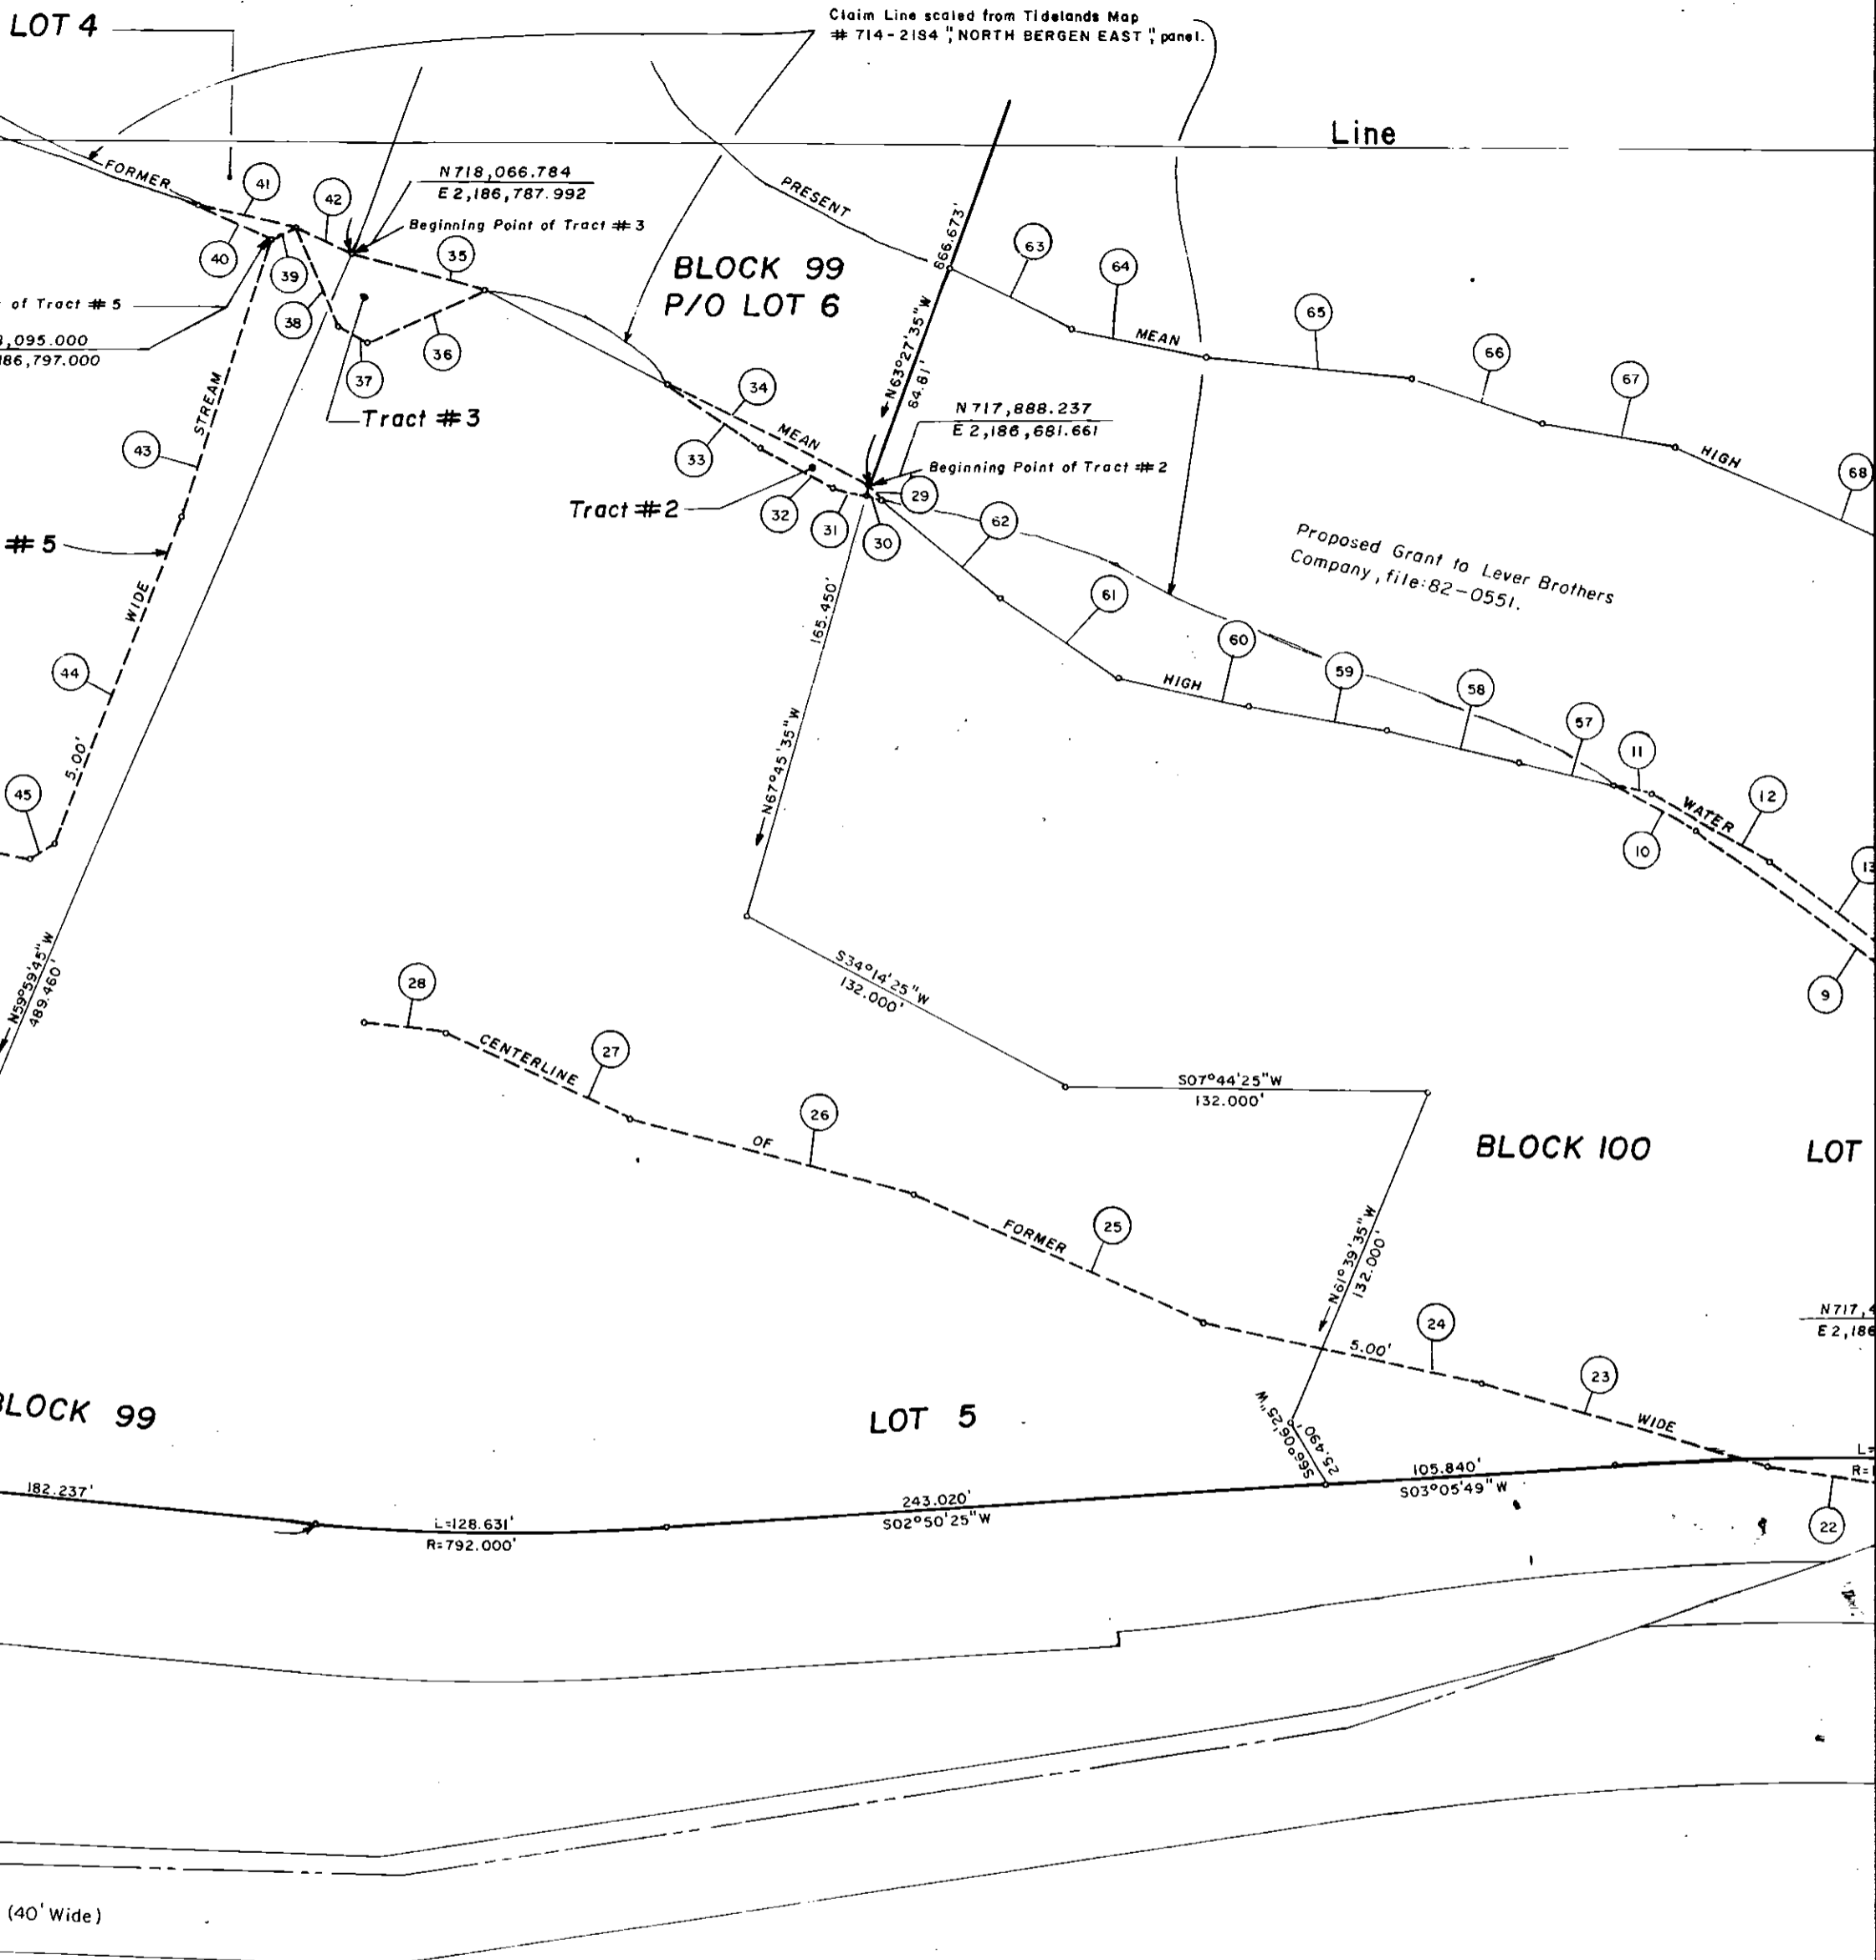 Claim Line scaled from Tidelands Map
# 714-2184 ", NORTH BERGEN EAST ", panel.
LOT 4
Line
FORMER
41
42
N 718,066.784
E 2,186,787.992
Beginning Point of Tract # 3
PRESENT
40
39
38
35
36
37
BLOCK 99
P/O LOT 6
666.673'
N63°27'35"W
64.81'
63
64
MEAN
65
66
67
HIGH
68
of Tract # 5
,095.000
186,797.000
STREAM
Tract # 3
34
MEAN
33
N 717,888.237
E 2,186,681.661
Beginning Point of Tract # 2
43
Tract # 2
32
31
29
30
62
# 5
WIDE
Proposed Grant to Lever Brothers
Company, file: 82-0551.
165.450'
N67°45'35"W
61
60
59
HIGH
58
57
11
44
5.00'
45
WATER
12
10
13
9
N59°59'45"W
489.460'
S34°14'25"W
132.000'
28
CENTERLINE
27
S07°44'25"W
132.000'
26
OF
BLOCK 100
LOT
FORMER
25
N61°39'35"W
132.000'
24
5.00'
N 717,4
E 2,186
23
WIDE
BLOCK 99
LOT 5
S66°06'25"W
25.490'
L=
R=
182.237'
L=128.631'
R=792.000'
243.020'
S02°50'25"W
105.840'
S03°05'49"W
22
(40' Wide)